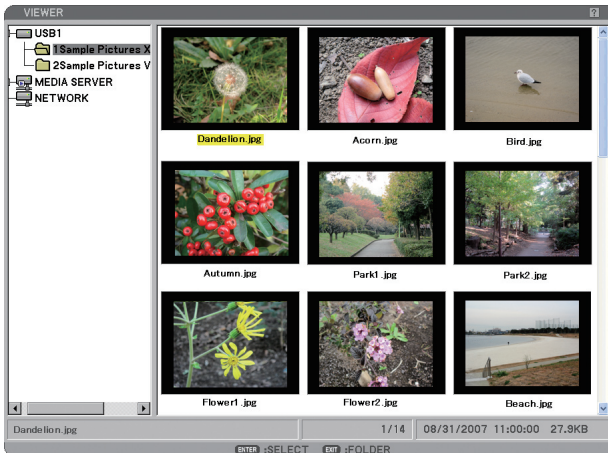 VIEWER ?
USB1
1Sample Pictures X
2Sample Pictures V
MEDIA SERVER
NETWORK
Dandelion.jpg Acorn.jpg Bird.jpg
Autumn.jpg Park1.jpg Park2.jpg
Flower1.jpg Flower2.jpg Beach.jpg
Dandelion.jpg 1/14 08/31/2007 11:00:00 27.9KB
ENTER :SELECT EXIT :FOLDER